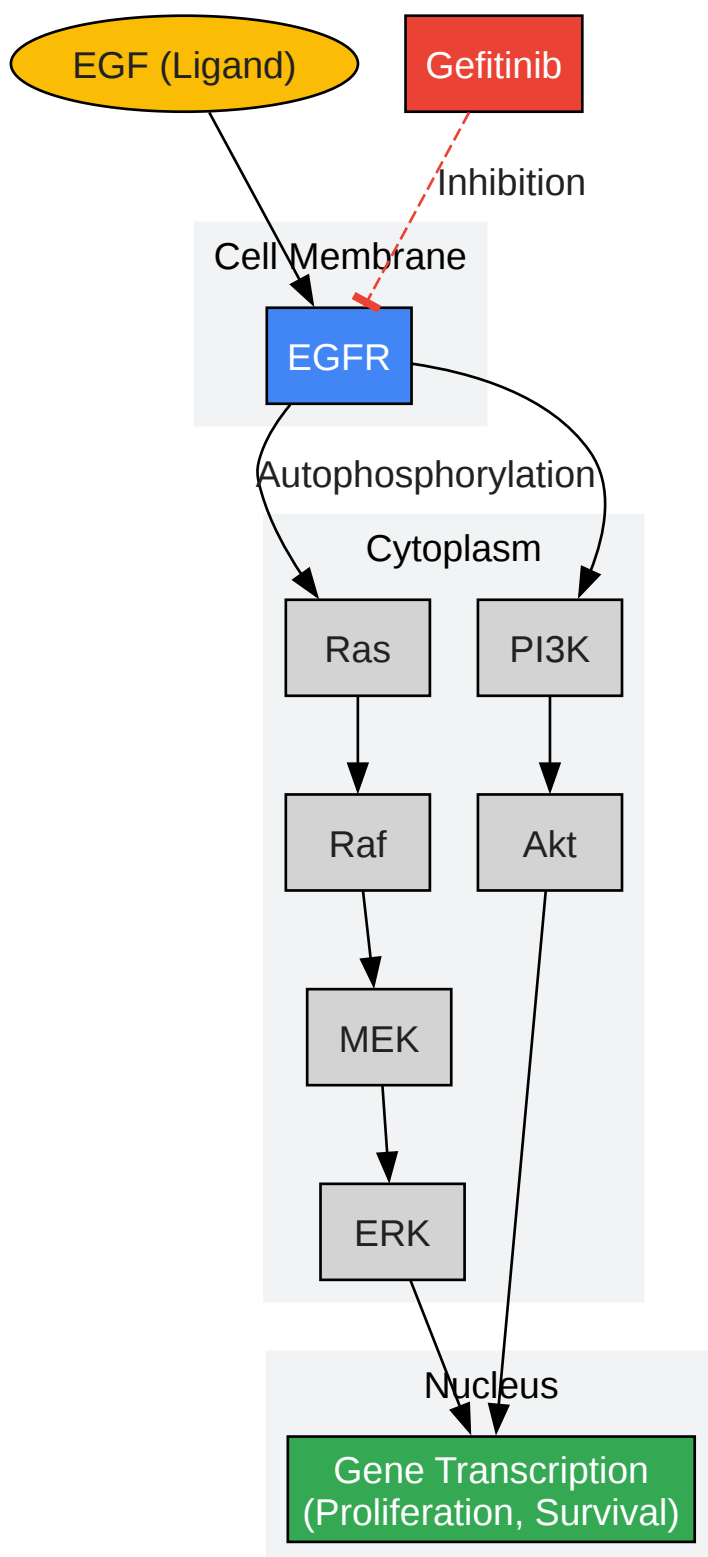 EGF (Ligand)
Gefitinib
Inhibition
Cell Membrane
EGFR
Autophosphorylation
Cytoplasm
Ras
PI3K
Raf
Akt
MEK
ERK
Nucleus
Gene Transcription
(Proliferation, Survival)